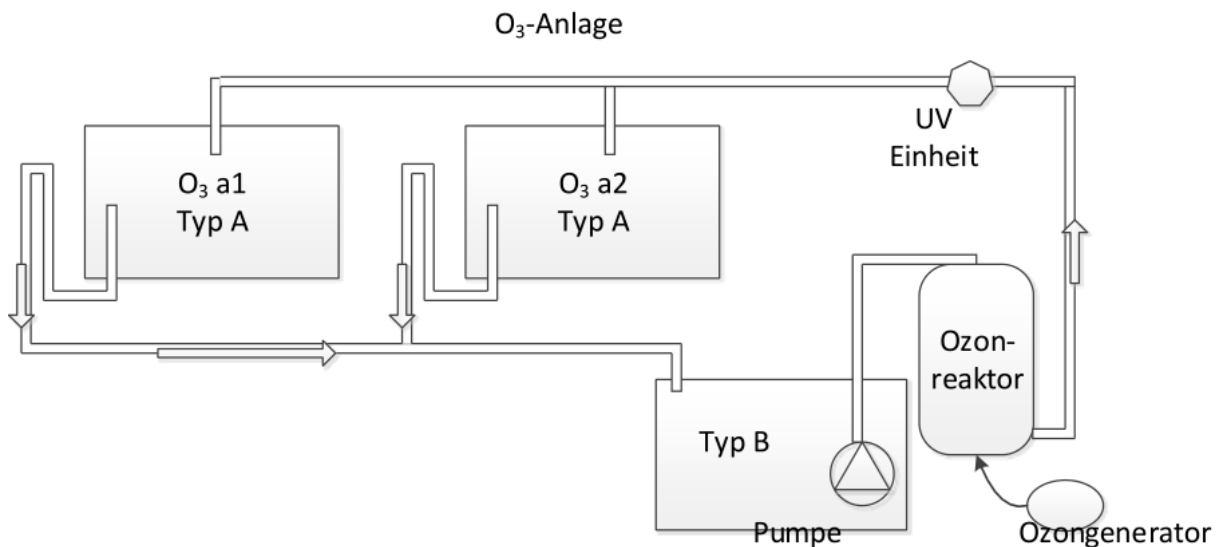 O₃-Anlage
UV
Einheit
O₃ a1
Typ A
O₃ a2
Typ A
Ozon-
reaktor
Typ B
Pumpe
Ozongenerator